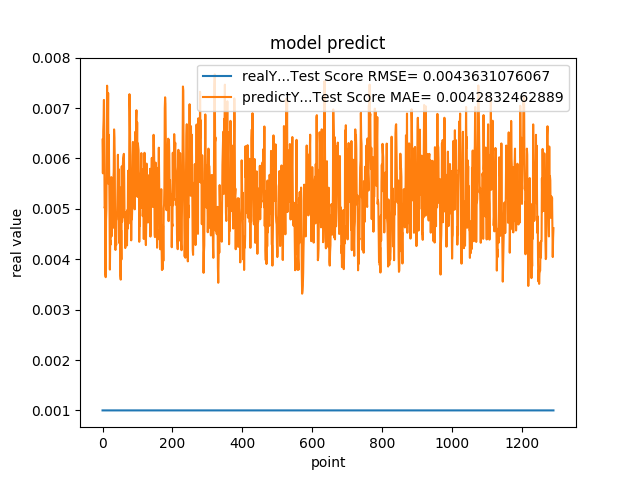 model predict
realY...Test Score RMSE= 0.0043631076067
predictY...Test Score MAE= 0.0042832462889
real value
0.008
0.007
0.006
0.005
0.004
0.003
0.002
0.001
0 200 400 600 800 1000 1200
point